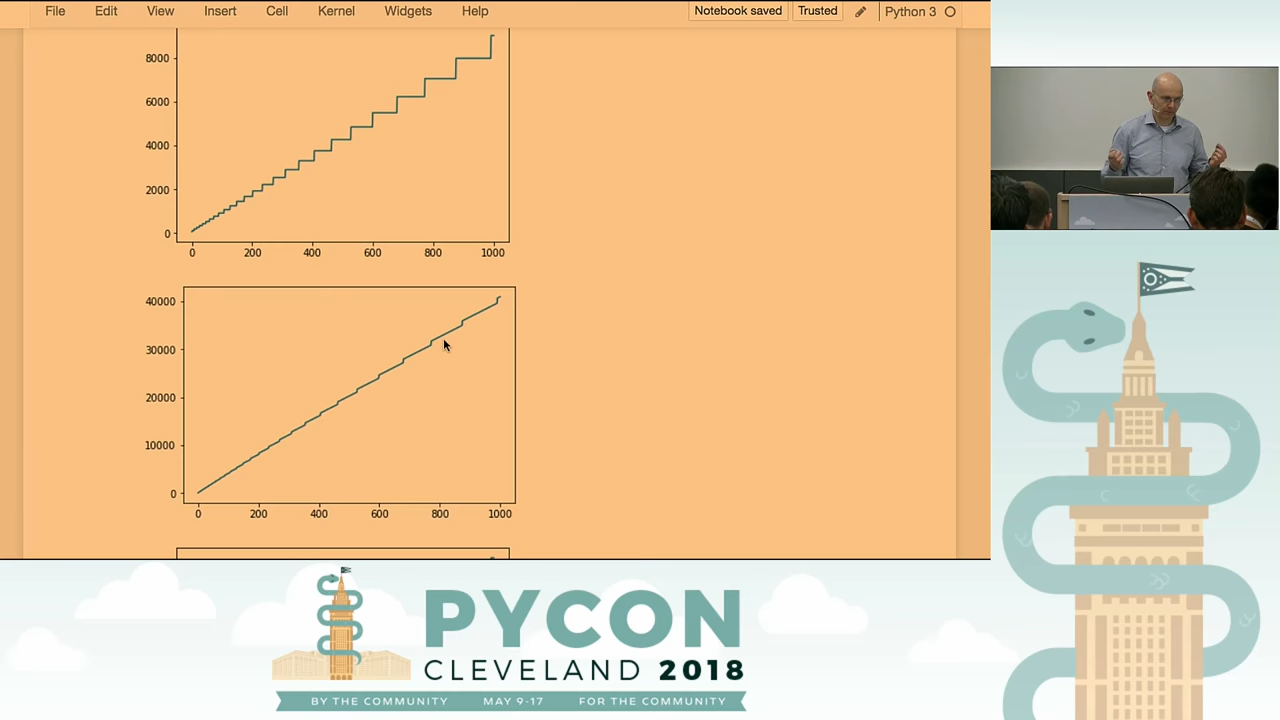 File Edit View Insert Cell Kernel Widgets Help Notebook saved Trusted Python 3
8000
6000
4000
2000
0
0 200 400 600 800 1000
40000
30000
20000
10000
0
0 200 400 600 800 1000
PYCON
CLEVELAND 2018
BY THE COMMUNITY MAY 9-17 FOR THE COMMUNITY